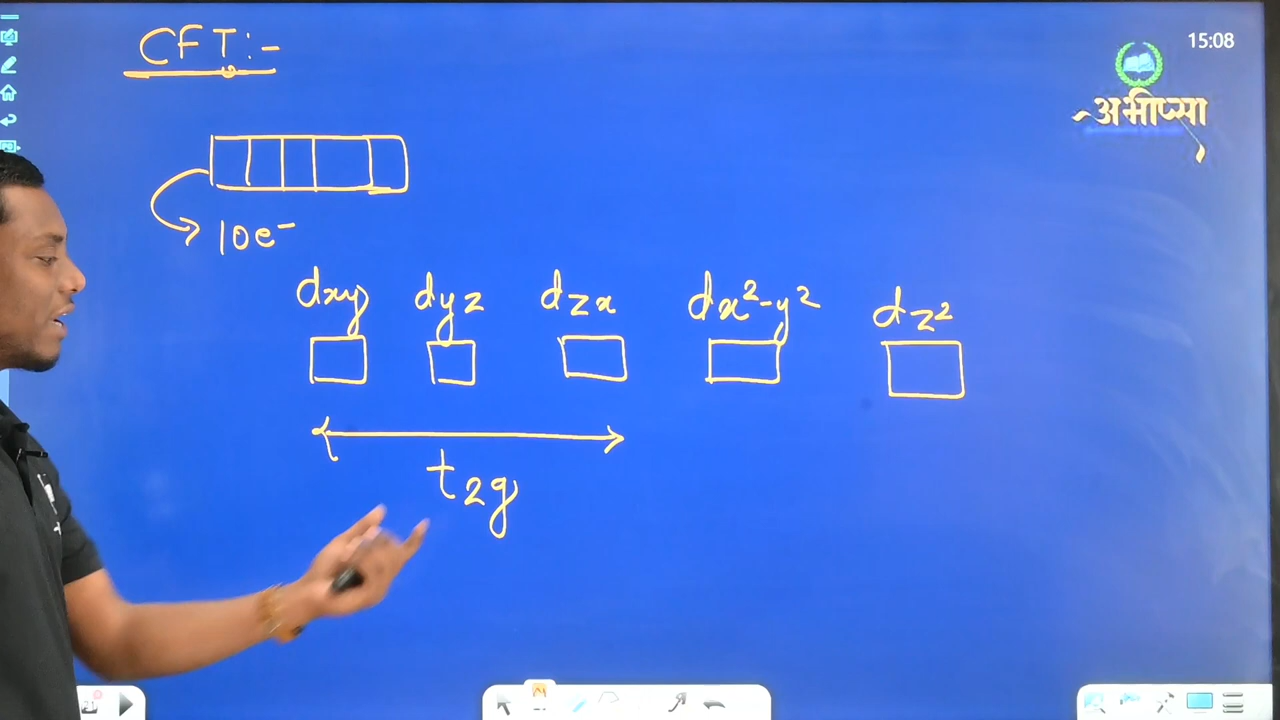 CFT:-
15:08
अभीप्सा
10e⁻
dxy dyz dzx dx²-y² dz²
t₂g